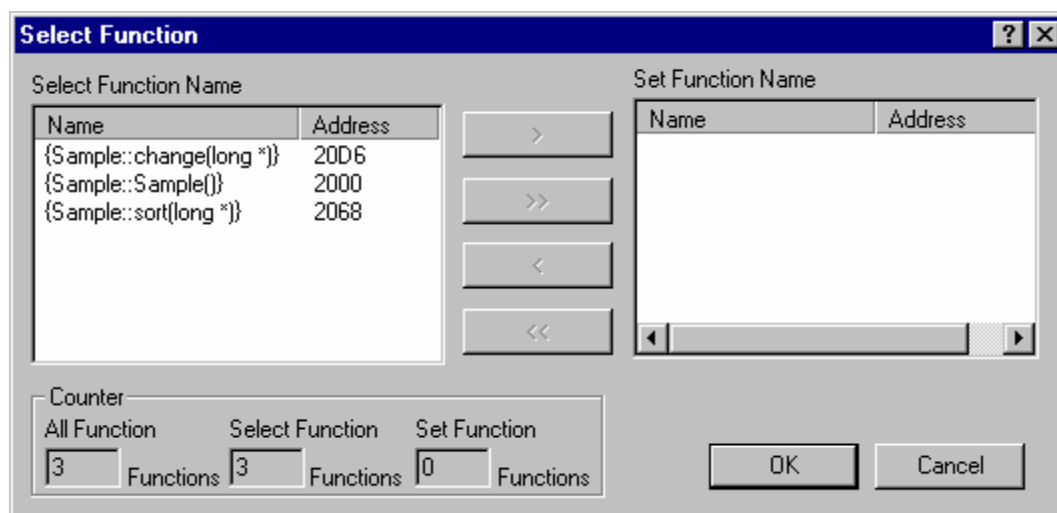 Select Function
Select Function Name
Name Address
{Sample::change(long *)} 20D6
{Sample::Sample()} 2000
{Sample::sort(long *)} 2068
>
>>
<
<<
Set Function Name
Name Address
Counter
All Function Select Function Set Function
3 Functions 3 Functions 0 Functions
OK Cancel